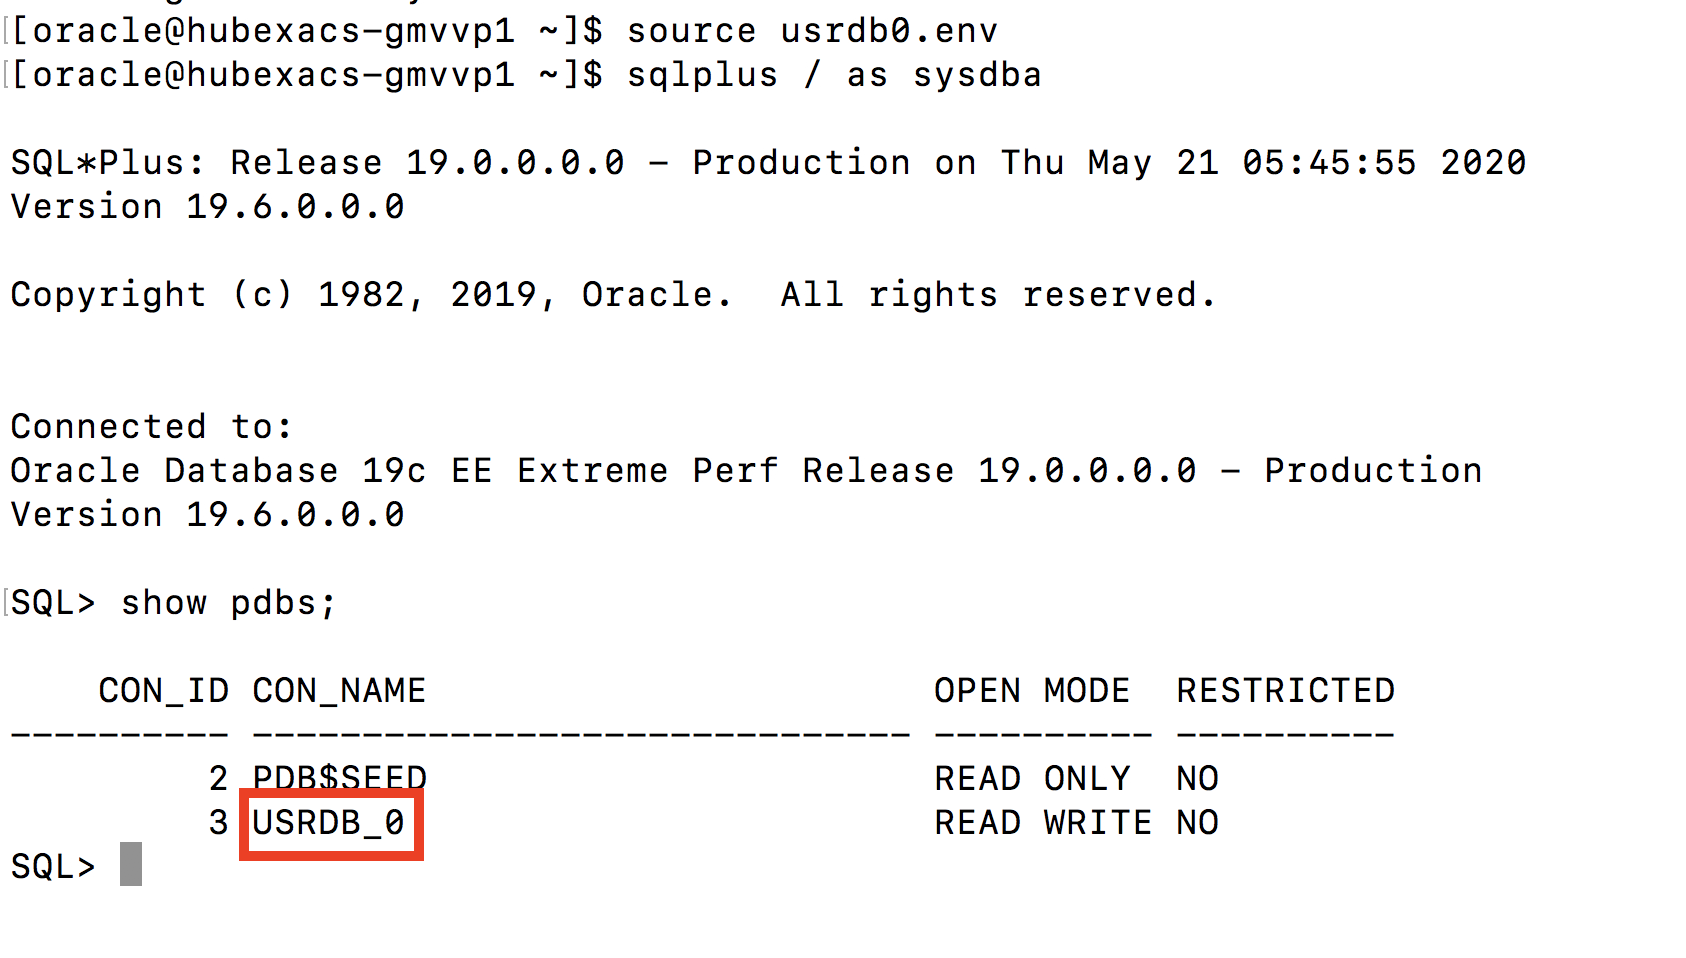 [oracle@hubexacs-gmvvp1 ~]$ source usrdb0.env
[oracle@hubexacs-gmvvp1 ~]$ sqlplus / as sysdba
SQL*Plus: Release 19.0.0.0.0 - Production on Thu May 21 05:45:55 2020
Version 19.6.0.0.0
Copyright (c) 1982, 2019, Oracle.  All rights reserved.
Connected to:
Oracle Database 19c EE Extreme Perf Release 19.0.0.0.0 - Production
Version 19.6.0.0.0
SQL> show pdbs;
    CON_ID CON_NAME                       OPEN MODE  RESTRICTED
---------- ------------------------------ ---------- ----------
         2 PDB$SEED                       READ ONLY  NO
         3 USRDB_0                        READ WRITE NO
SQL>